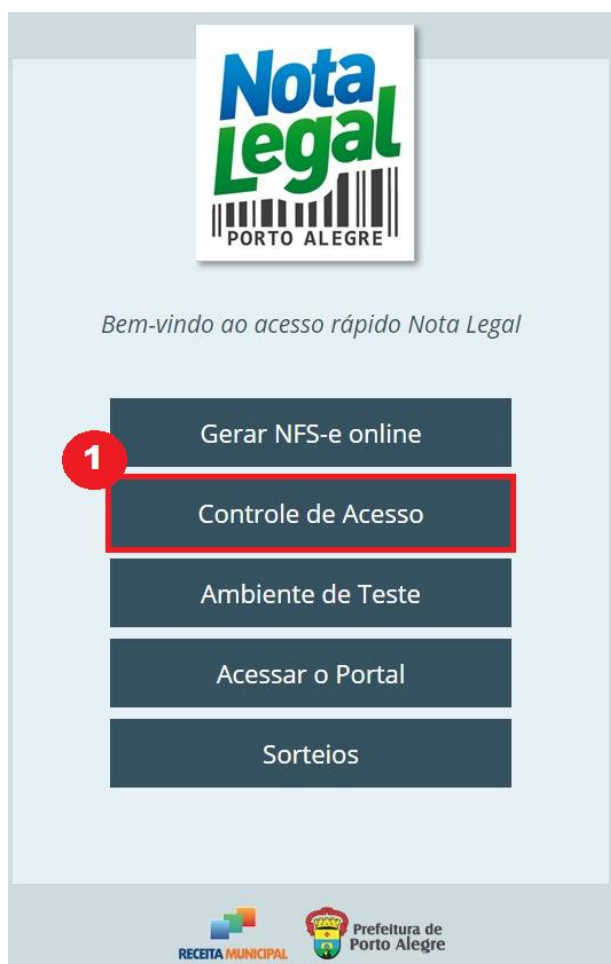 Nota
Legal
PORTO ALEGRE
Bem-vindo ao acesso rápido Nota Legal
Gerar NFS-e online
1
Controle de Acesso
Ambiente de Teste
Acessar o Portal
Sorteios
RECEITA MUNICIPAL
Prefeitura de
Porto Alegre